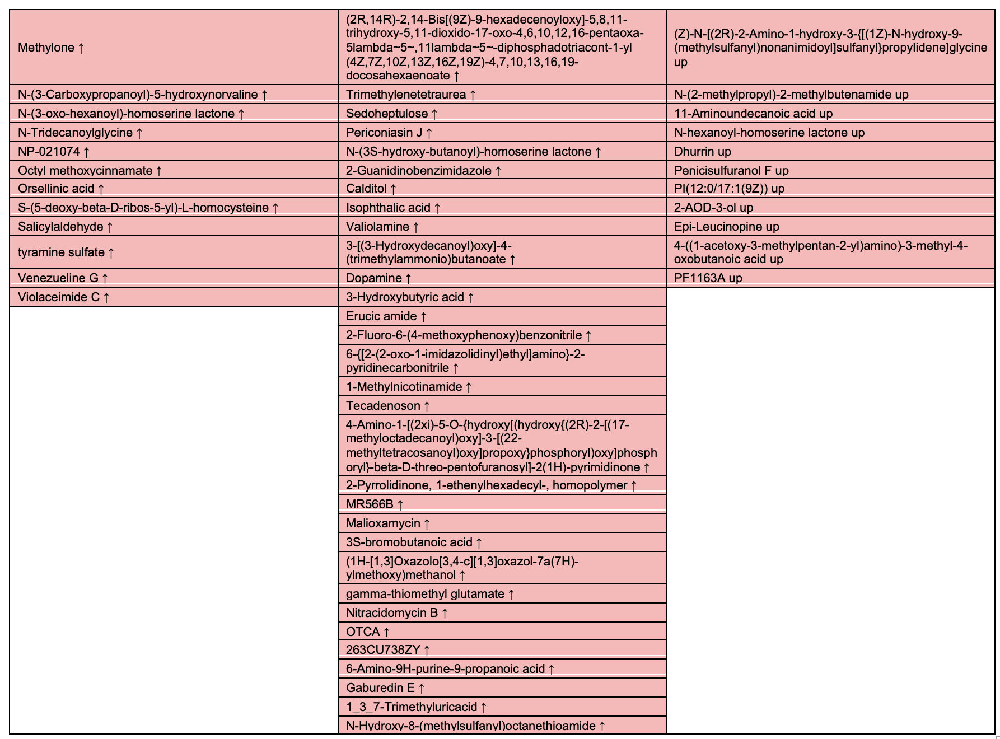 Methylone ↑
(2R,14R)-2,14-Bis[(9Z)-9-hexadecenoyloxy]-5,8,11-
trihydroxy-5,11-dioxido-17-oxo-4,6,10,12,16-pentaoxa-
5lambda~5~,11lambda~5~-diphosphadotriacont-1-yl
(4Z,7Z,10Z,13Z,16Z,19Z)-4,7,10,13,16,19-
docosahexaenoate ↑
(Z)-N-[(2R)-2-Amino-1-hydroxy-3-{[(1Z)-N-hydroxy-9-
(methylsulfanyl)nonanimidoyl]sulfanyl}propylidene]glycine
up
N-(3-Carboxypropanoyl)-5-hydroxynorvaline ↑
Trimethylenetetraurea ↑
N-(2-methylpropyl)-2-methylbutenamide up
N-(3-oxo-hexanoyl)-homoserine lactone ↑
Sedoheptulose ↑
11-Aminoundecanoic acid up
N-Tridecanoylglycine ↑
Periconiasin J ↑
N-hexanoyl-homoserine lactone up
NP-021074 ↑
N-(3S-hydroxy-butanoyl)-homoserine lactone ↑
Dhurrin up
Octyl methoxycinnamate ↑
2-Guanidinobenzimidazole ↑
Penicisulfuranol F up
Orsellinic acid ↑
Calditol ↑
PI(12:0/17:1(9Z)) up
S-(5-deoxy-beta-D-ribos-5-yl)-L-homocysteine ↑
Isophthalic acid ↑
2-AOD-3-ol up
Salicylaldehyde ↑
Valiolamine ↑
Epi-Leucinopine up
tyramine sulfate ↑
3-[(3-Hydroxydecanoyl)oxy]-4-
(trimethylammonio)butanoate ↑
4-((1-acetoxy-3-methylpentan-2-yl)amino)-3-methyl-4-
oxobutanoic acid up
Venezueline G ↑
Dopamine ↑
PF1163A up
Violaceimide C ↑
3-Hydroxybutyric acid ↑
Erucic amide ↑
2-Fluoro-6-(4-methoxyphenoxy)benzonitrile ↑
6-{[2-(2-oxo-1-imidazolidinyl)ethyl]amino}-2-
pyridinecarbonitrile ↑
1-Methylnicotinamide ↑
Tecadenoson ↑
4-Amino-1-[(2xi)-5-O-{hydroxy[(hydroxy{(2R)-2-[(17-
methyloctadecanoyl)oxy]-3-[(22-
methyltetracosanoyl)oxy]propoxy}phosphoryl)oxy]phosph
oryl}-beta-D-threo-pentofuranosyl]-2(1H)-pyrimidinone ↑
2-Pyrrolidinone, 1-ethenylhexadecyl-, homopolymer ↑
MR566B ↑
Malioxamycin ↑
3S-bromobutanoic acid ↑
(1H-[1,3]Oxazolo[3,4-c][1,3]oxazol-7a(7H)-
ylmethoxy)methanol ↑
gamma-thiomethyl glutamate ↑
Nitracidomycin B ↑
OTCA ↑
263CU738ZY ↑
6-Amino-9H-purine-9-propanoic acid ↑
Gaburedin E ↑
1_3_7-Trimethyluricacid ↑
N-Hydroxy-8-(methylsulfanyl)octanethioamide ↑